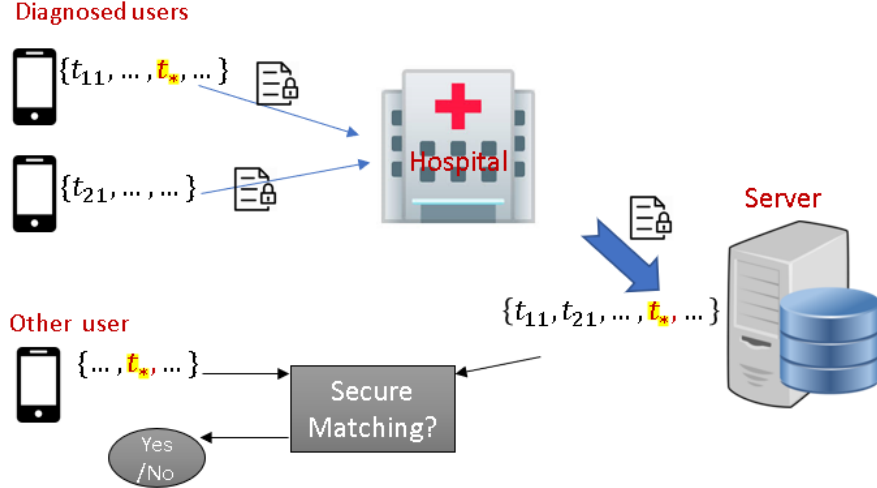 Diagnosed users
{t₁₁, … , t*, … }
Hospital
{t₂₁, … , … }
Server
{t₁₁, t₂₁, … , t*, … }
Other user
{… , t*, … }
Secure
Matching?
Yes
/No